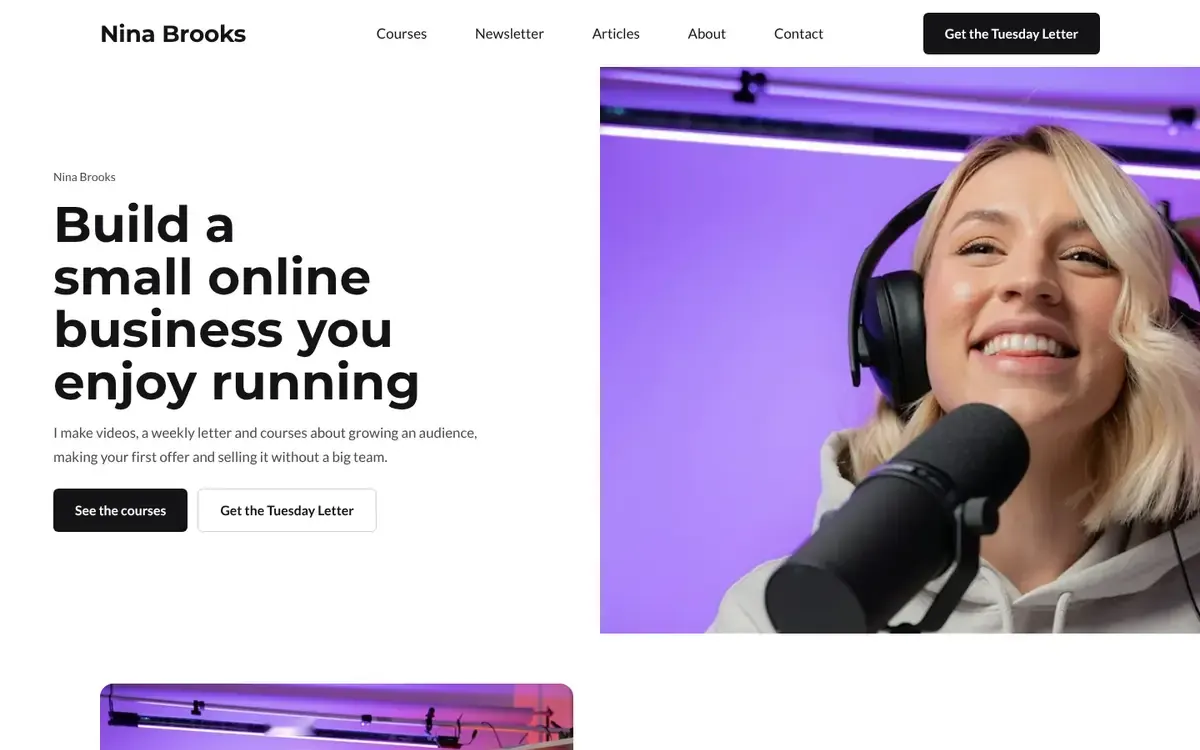 Nina Brooks
Courses
Newsletter
Articles
About
Contact
Get the Tuesday Letter
Nina Brooks
Build a
small online
business you
enjoy running
I make videos, a weekly letter and courses about growing an audience,
making your first offer and selling it without a big team.
See the courses
Get the Tuesday Letter